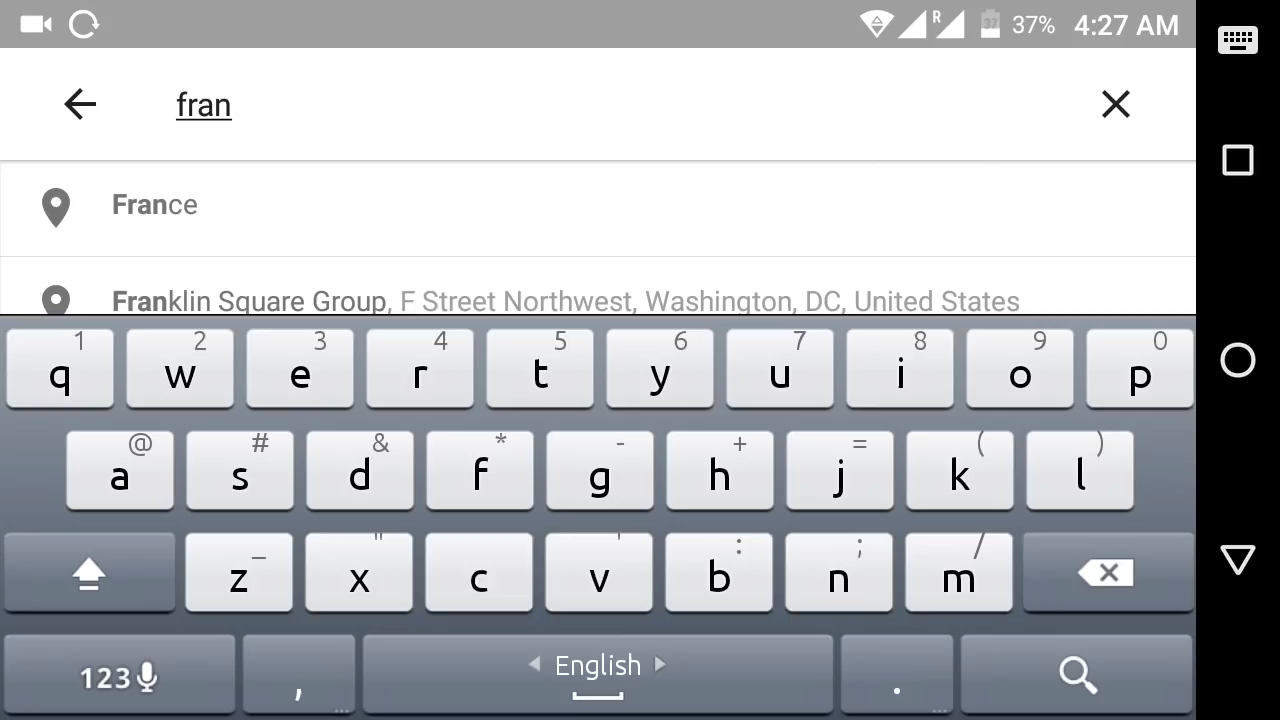 R 37 37% 4:27 AM
fran
France
Franklin Square Group, F Street Northwest, Washington, DC, United States
1 2 3 4 5 6 7 8 9 0
q w e r t y u i o p
@ # & * - + = ( )
a s d f g h j k l
_ " ' : ; /
z x c v b n m
123 , English .